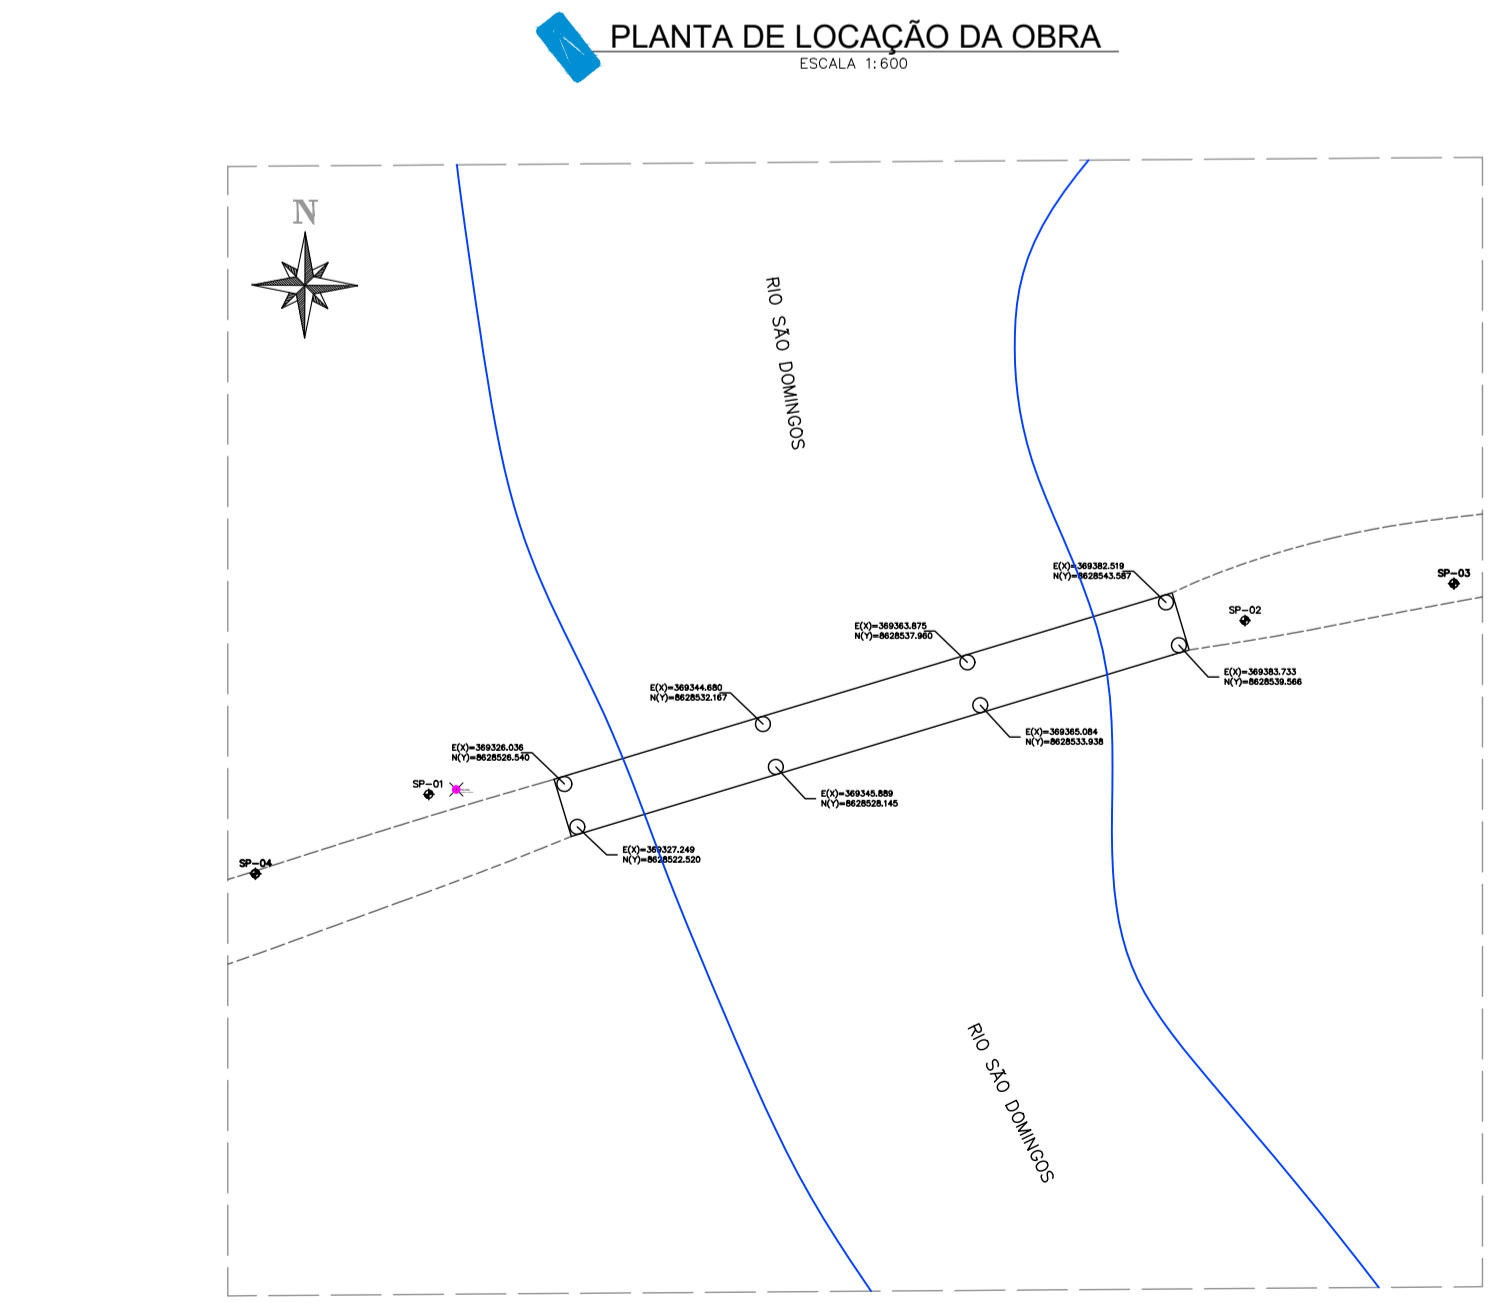 PLANTA DE LOCAÇÃO DA OBRA
ESCALA 1:600
N
RIO SÃO DOMINGOS
E(X)=369382.519
N(Y)=8628543.587
SP-03
SP-02
E(X)=369363.875
N(Y)=8628537.960
E(X)=369383.733
N(Y)=8628539.566
E(X)=369344.680
N(Y)=8628532.167
E(X)=369365.084
N(Y)=8628533.938
E(X)=369326.036
N(Y)=8628526.540
SP-01
E(X)=369345.889
N(Y)=8628528.145
E(X)=369327.249
N(Y)=8628522.520
SP-04
RIO SÃO DOMINGOS